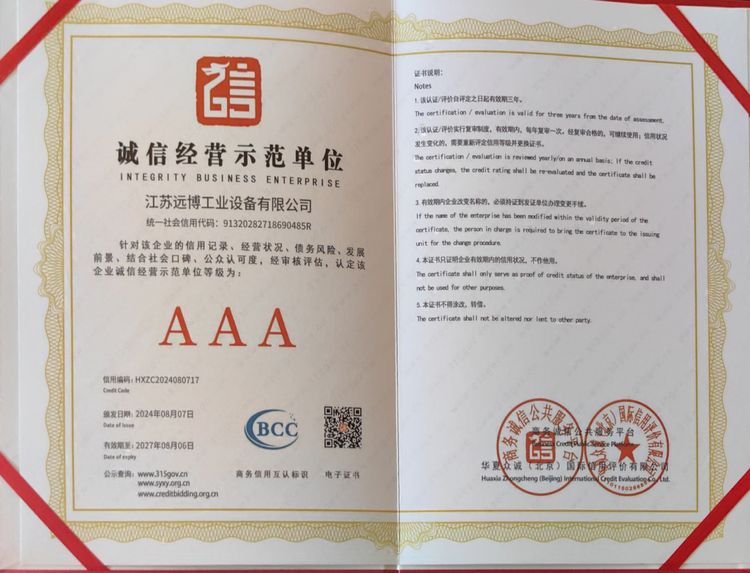 信
诚信经营示范单位
INTEGRITY BUSINESS ENTERPRISE
江苏远博工业设备有限公司
统一社会信用代码：91320282718690485R
针对该企业的信用记录、经营状况、债务风险、发展
前景、结合社会口碑、公众认可度，经审核评估，认定该
企业诚信经营示范单位等级为：
AAA
信用编码：HXZC2024080717
Credit Code
颁发日期：2024年08月07日
Date of issue
有效期至：2027年08月06日
Date of expiry
公示查询：www.315gov.cn
www.syxy.org.cn
www.creditbidding.org.cn
BCC
商务信用互认标识
电子证书
证书说明：
Notes
1. 该认证/评价自评定之日起有效期三年。
The certification / evaluation is valid for three years from the date of assessment.
2. 该认证/评价实行复审制度，有效期内，每年复审一次，经复审合格的，可继续使用；信用状况
发生变化的，需要重新评定信用等级并更换证书。
The certification / evaluation is reviewed yearly/on an annual basis; If the credit
status changes, the credit rating shall be re-evaluated and the certificate shall be
replaced.
3. 有效期内企业改变名称的，必须持证到发证单位办理变更手续。
If the name of the enterprise has been modified within the validity period of the
certificate, the person in charge is required to bring the certificate to the issuing
unit for the change procedure.
4. 本证书只证明企业有效期内的信用状况，不作他用。
The certificate shall only serve as proof of credit status of the enterprise, and shall
not be used for other purposes.
5. 本证书不得涂改，转借。
The certificate shall not be altered nor lent to other party.
商务诚信公共服务平台
Public Service Platform
华夏众诚（北京）国际信用评价有限公司
Huaxia Zhongcheng (Beijing) International Credit Evaluation Co., Ltd.